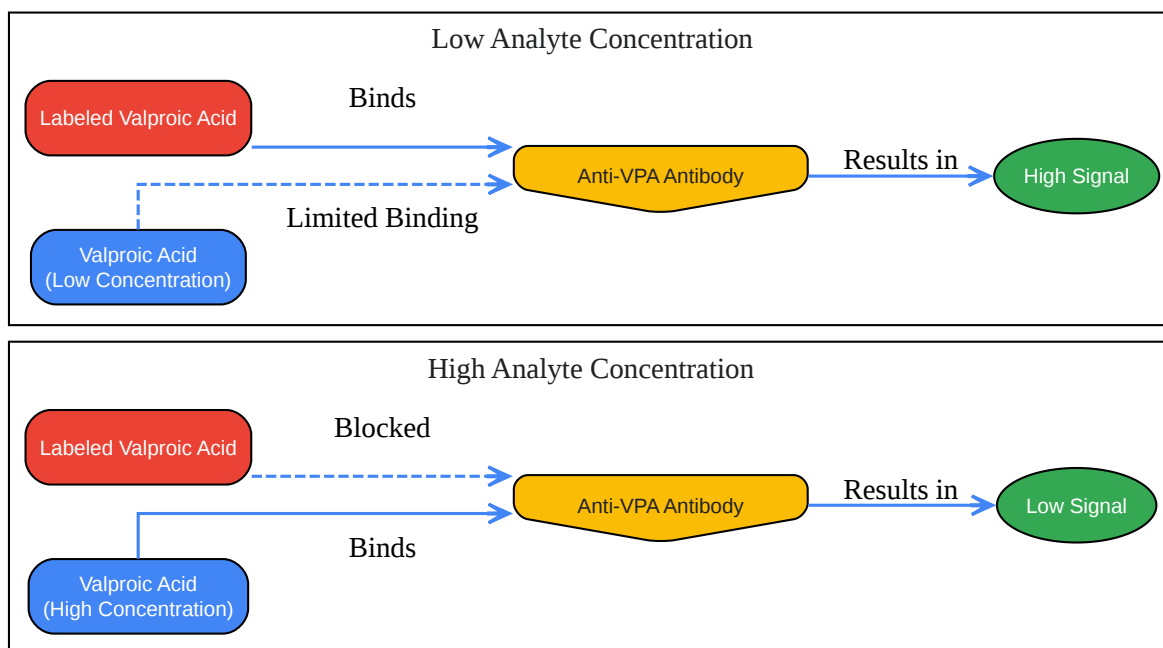 Low Analyte Concentration
Labeled Valproic Acid
Binds
Anti-VPA Antibody
Results in
High Signal
Limited Binding
Valproic Acid
(Low Concentration)
High Analyte Concentration
Labeled Valproic Acid
Blocked
Anti-VPA Antibody
Results in
Low Signal
Binds
Valproic Acid
(High Concentration)